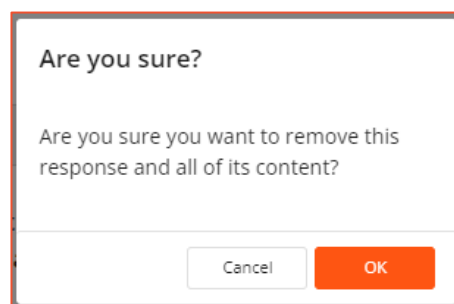 Are you sure?
Are you sure you want to remove this
response and all of its content?
Cancel
OK